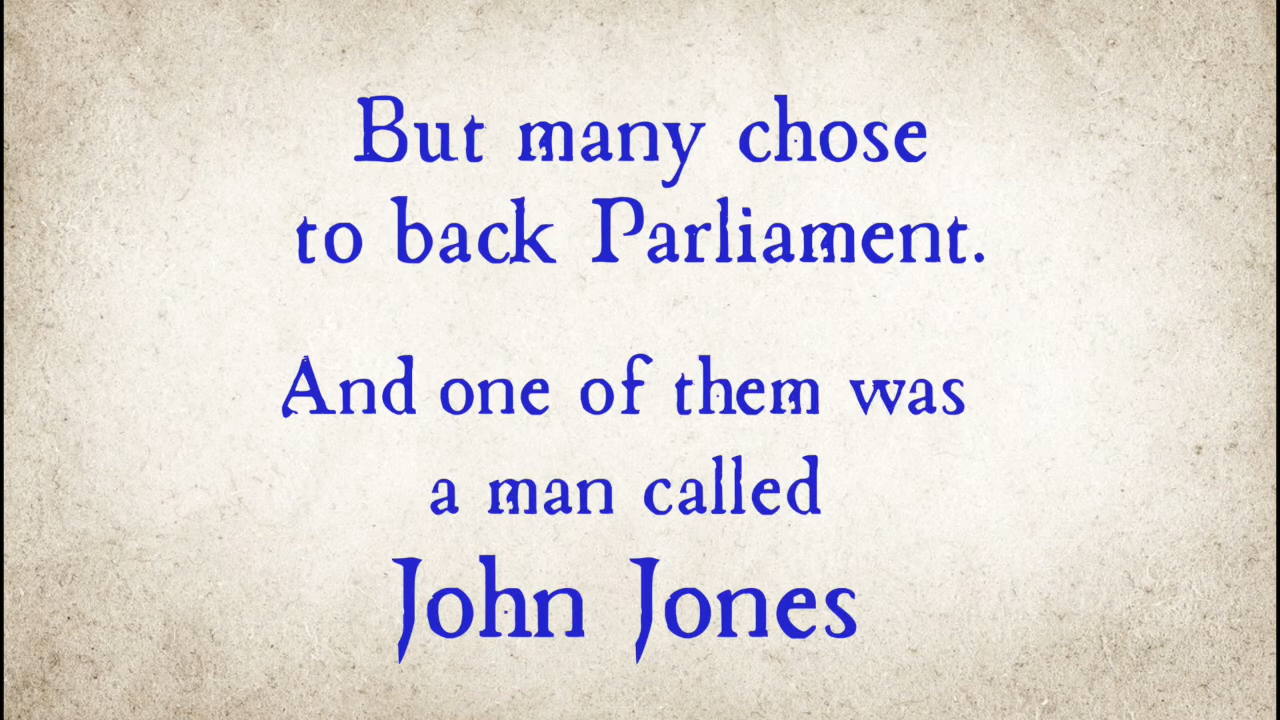 But many chose
to back Parliament.
And one of them was
a man called
John Jones